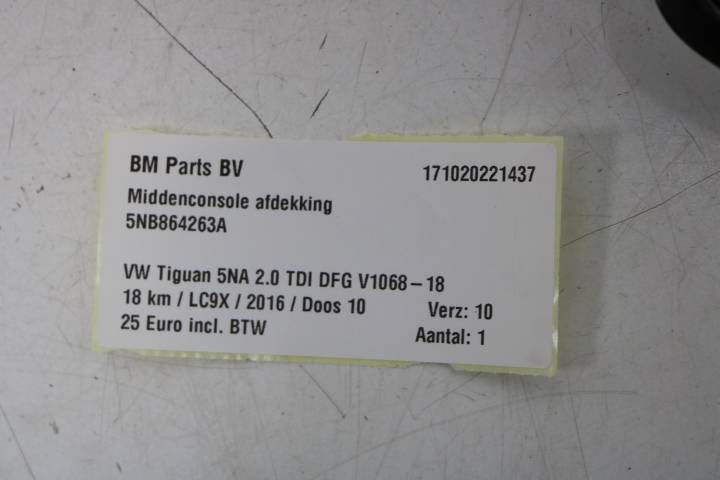 BM Parts BV 171020221437
Middenconsole afdekking
5NB864263A
VW Tiguan 5NA 2.0 TDI DFG V1068-18
18 km / LC9X / 2016 / Doos 10 Verz: 10
25 Euro incl. BTW Aantal: 1